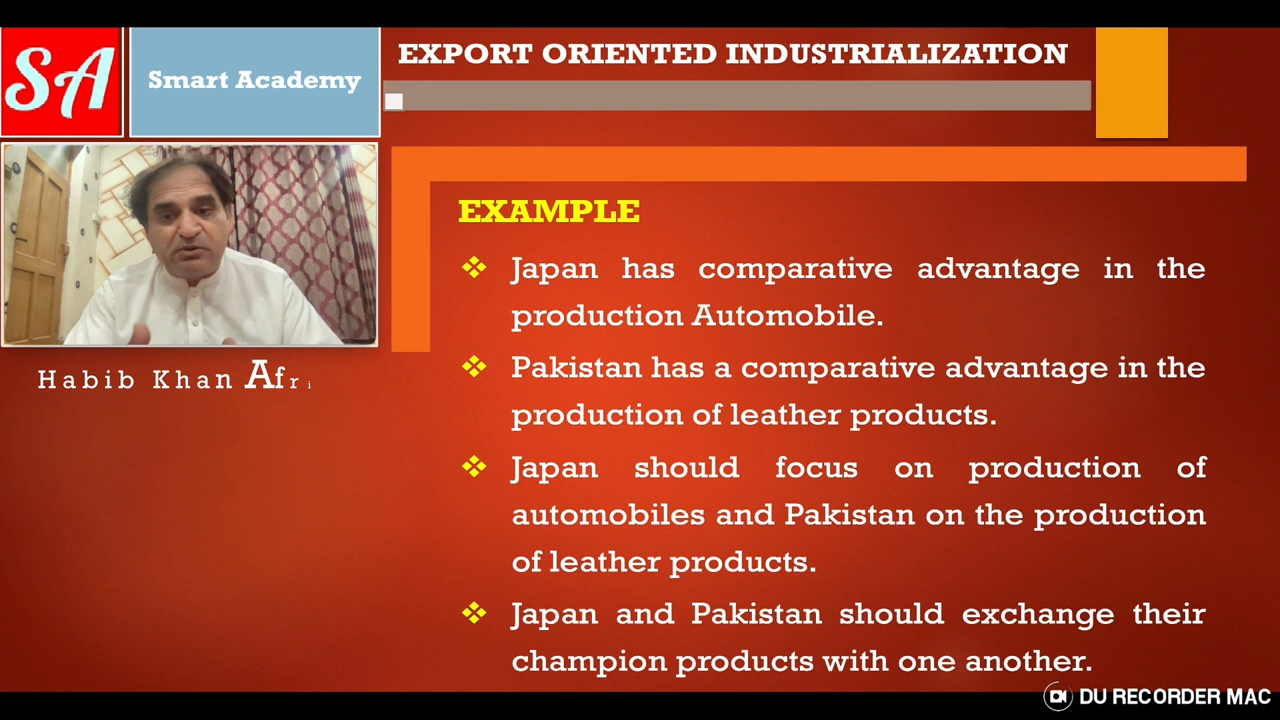 SA
Smart Academy
EXPORT ORIENTED INDUSTRIALIZATION
Habib Khan Afri
EXAMPLE
❖ Japan has comparative advantage in the
production Automobile.
❖ Pakistan has a comparative advantage in the
production of leather products.
❖ Japan should focus on production of
automobiles and Pakistan on the production
of leather products.
❖ Japan and Pakistan should exchange their
champion products with one another.
DU RECORDER MAC